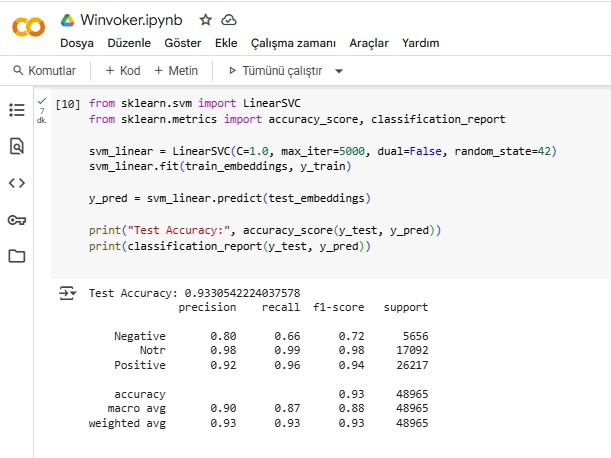 Winvoker.ipynb
Dosya Düzenle Göster Ekle Çalışma zamanı Araçlar Yardım
Komutlar + Kod + Metin Tümünü çalıştır
7
dk.
[10] from sklearn.svm import LinearSVC
from sklearn.metrics import accuracy_score, classification_report
svm_linear = LinearSVC(C=1.0, max_iter=5000, dual=False, random_state=42)
svm_linear.fit(train_embeddings, y_train)
y_pred = svm_linear.predict(test_embeddings)
print("Test Accuracy:", accuracy_score(y_test, y_pred))
print(classification_report(y_test, y_pred))
Test Accuracy: 0.9330542224037578
precision recall f1-score support
Negative 0.80 0.66 0.72 5656
Notr 0.98 0.99 0.98 17092
Positive 0.92 0.96 0.94 26217
accuracy 0.93 48965
macro avg 0.90 0.87 0.88 48965
weighted avg 0.93 0.93 0.93 48965